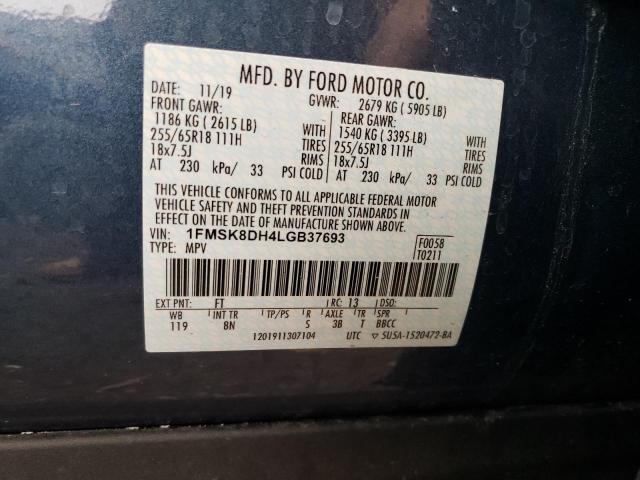 MFD. BY FORD MOTOR CO.
DATE: 11/19 GVWR: 2679 KG ( 5905 LB)
FRONT GAWR: REAR GAWR:
1186 KG ( 2615 LB) WITH 1540 KG ( 3395 LB) WITH
255/65R18 111H TIRES 255/65R18 111H TIRES
18x7.5J RIMS 18x7.5J RIMS
AT 230 kPa/ 33 PSI COLD AT 230 kPa/ 33 PSI COLD
THIS VEHICLE CONFORMS TO ALL APPLICABLE FEDERAL MOTOR
VEHICLE SAFETY AND THEFT PREVENTION STANDARDS IN
EFFECT ON THE DATE OF MANUFACTURE SHOWN ABOVE.
VIN: 1FMSK8DH4LGB37693 F0058
TYPE: MPV T0211
EXT PNT: FT RC: 13 DSO:
WB INT TR TP/PS R AXLE TR SPR
119 8N S 3B T BBCC
1201911307104 UTC ▽ 5U5A-1520472-BA